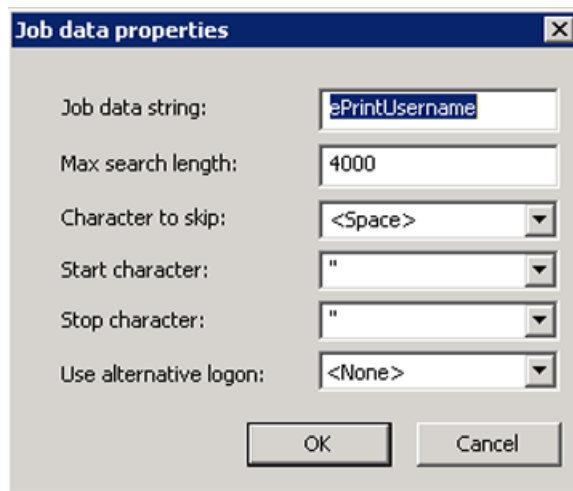 Job data properties
Job data string: ePrintUsername
Max search length: 4000
Character to skip: <Space>
Start character: "
Stop character: "
Use alternative logon: <None>
OK Cancel